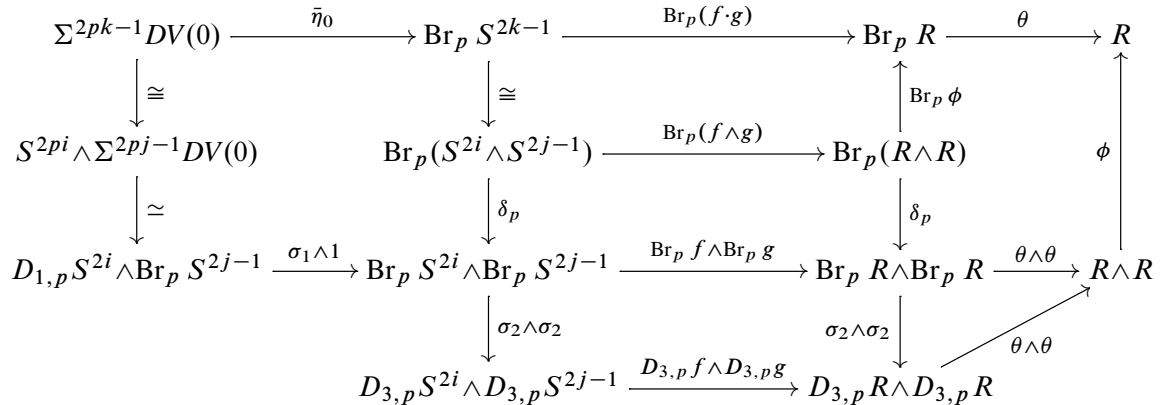 Σ^{2pk−1}DV(0) \bar{η}_0 Br_p S^{2k−1} Br_p(f·g) Br_p R θ R
≅ ≅ Br_p φ
S^{2pi}∧Σ^{2pj−1}DV(0) Br_p(S^{2i}∧S^{2j−1}) Br_p(f∧g) Br_p(R∧R) φ
≃ δ_p δ_p
D_{1,p}S^{2i}∧Br_p S^{2j−1} σ_1∧1 Br_p S^{2i}∧Br_p S^{2j−1} Br_p f∧Br_p g Br_p R∧Br_p R θ∧θ R∧R
σ_2∧σ_2 σ_2∧σ_2 θ∧θ
D_{3,p}S^{2i}∧D_{3,p}S^{2j−1} D_{3,p}f∧D_{3,p}g D_{3,p}R∧D_{3,p}R